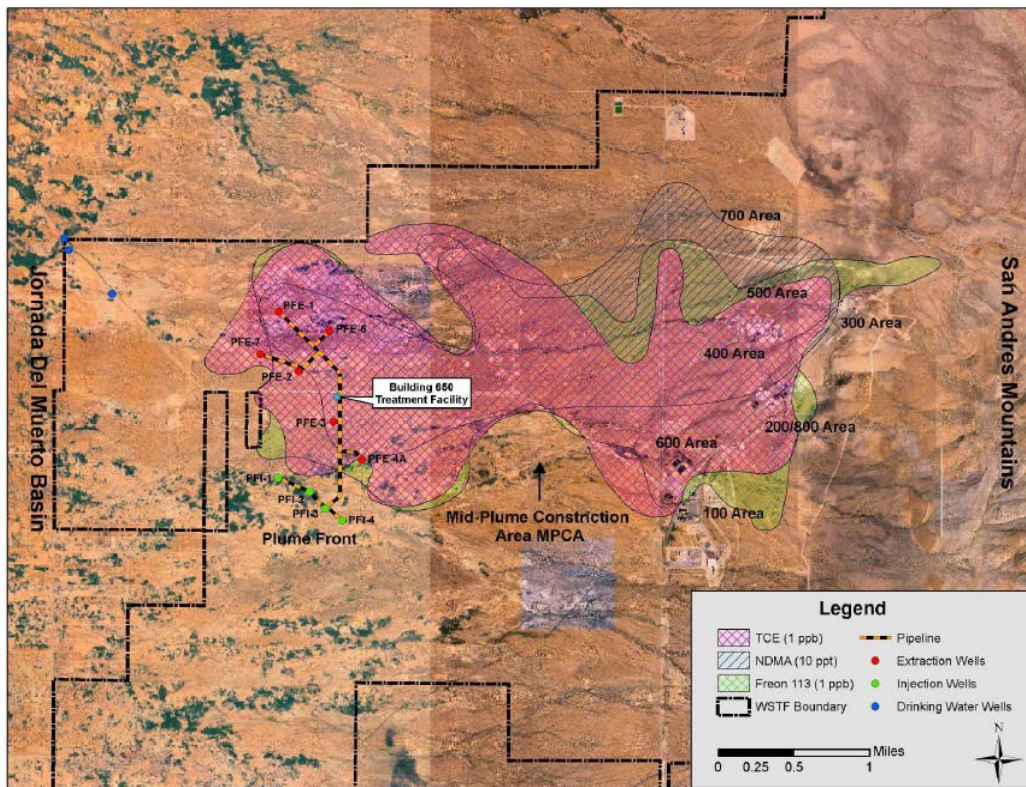 700 Area
500 Area
300 Area
400 Area
200/800 Area
600 Area
100 Area
PFE-1
PFE-6
PFE-7
PFE-2
Building 650
Treatment Facility
PFE-3
PFE-4A
PFI-1
PFI-2
PFI-3
PFI-4
Plume Front
Mid-Plume Constriction
Area MPCA
Jornada Del Muerto Basin
San Andres Mountains
Legend
TCE (1 ppb)
NDMA (10 ppt)
Freon 113 (1 ppb)
WSTF Boundary
Pipeline
Extraction Wells
Injection Wells
Drinking Water Wells
Miles
0 0.25 0.5 1
N